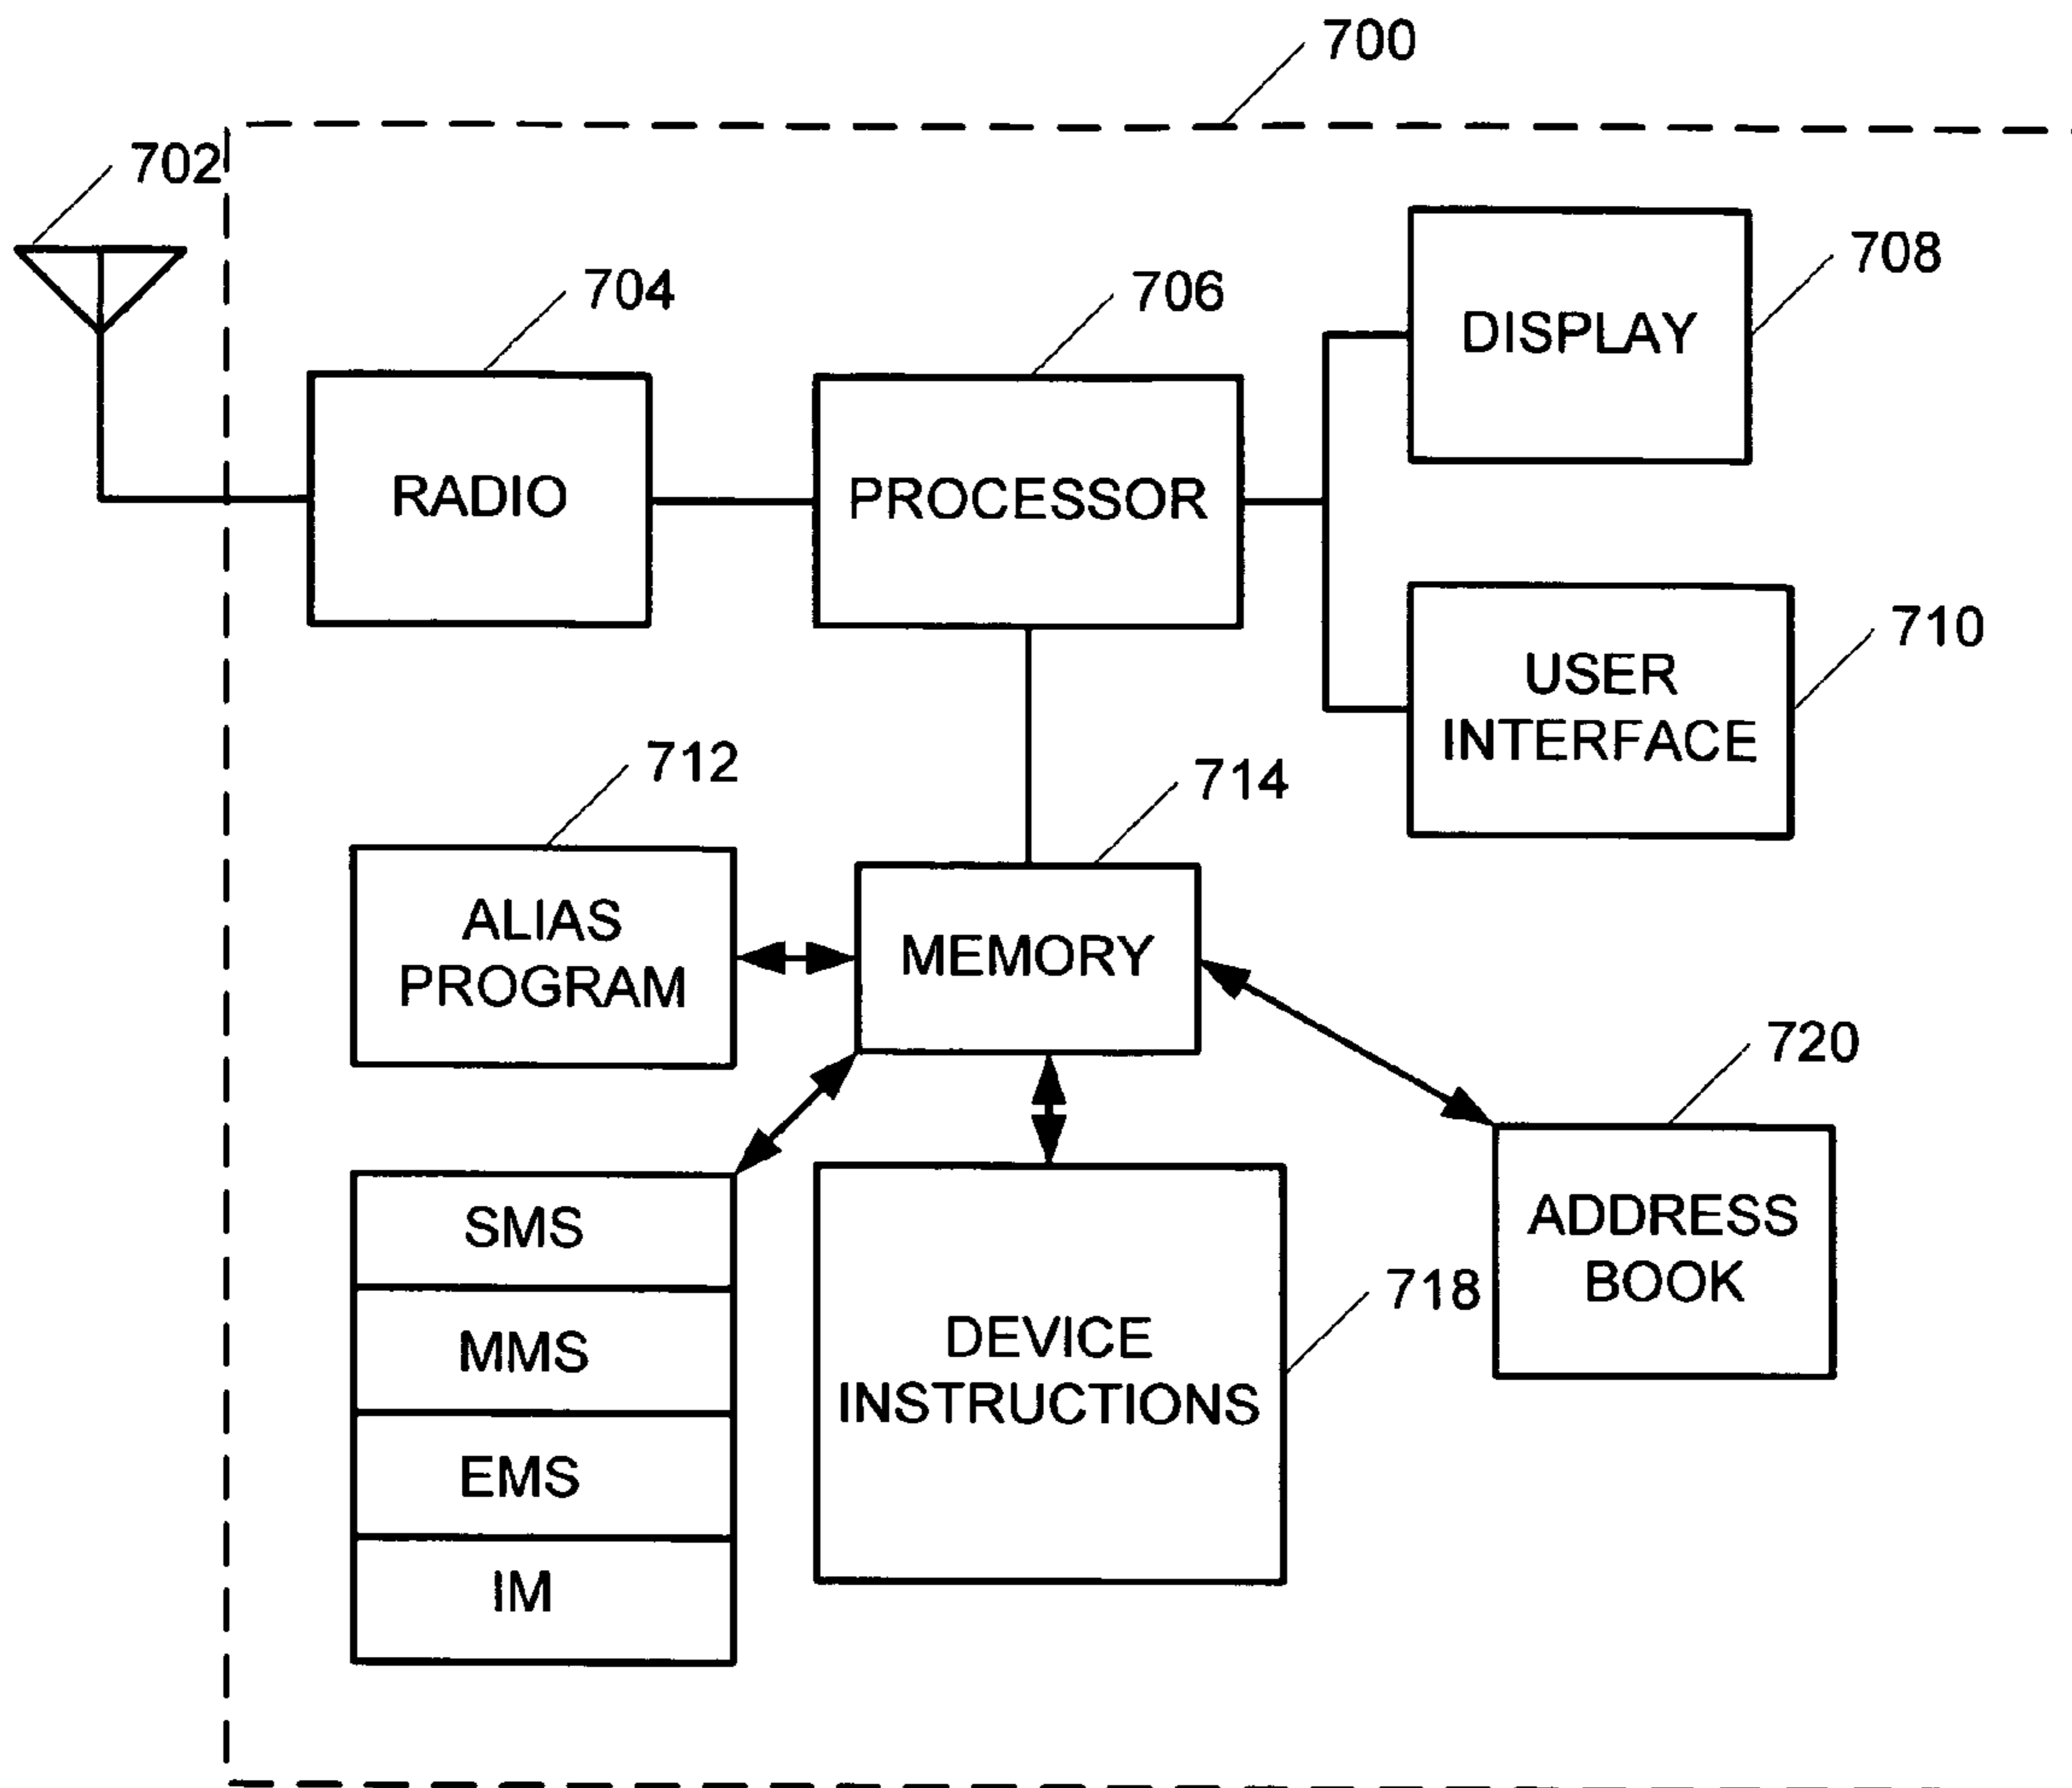 700
702
704
706
708
DISPLAY
RADIO
PROCESSOR
710
USER
INTERFACE
712
714
ALIAS
PROGRAM
MEMORY
720
SMS
MMS
EMS
IM
718
DEVICE
INSTRUCTIONS
ADDRESS
BOOK